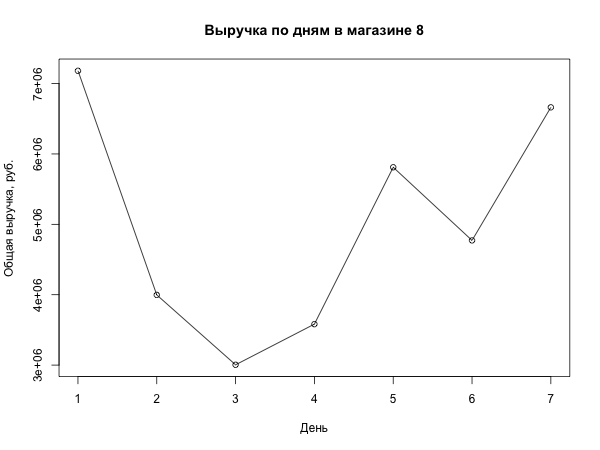 Выручка по дням в магазине 8
Общая выручка, руб.
7e+06
6e+06
5e+06
4e+06
3e+06
1 2 3 4 5 6 7
День